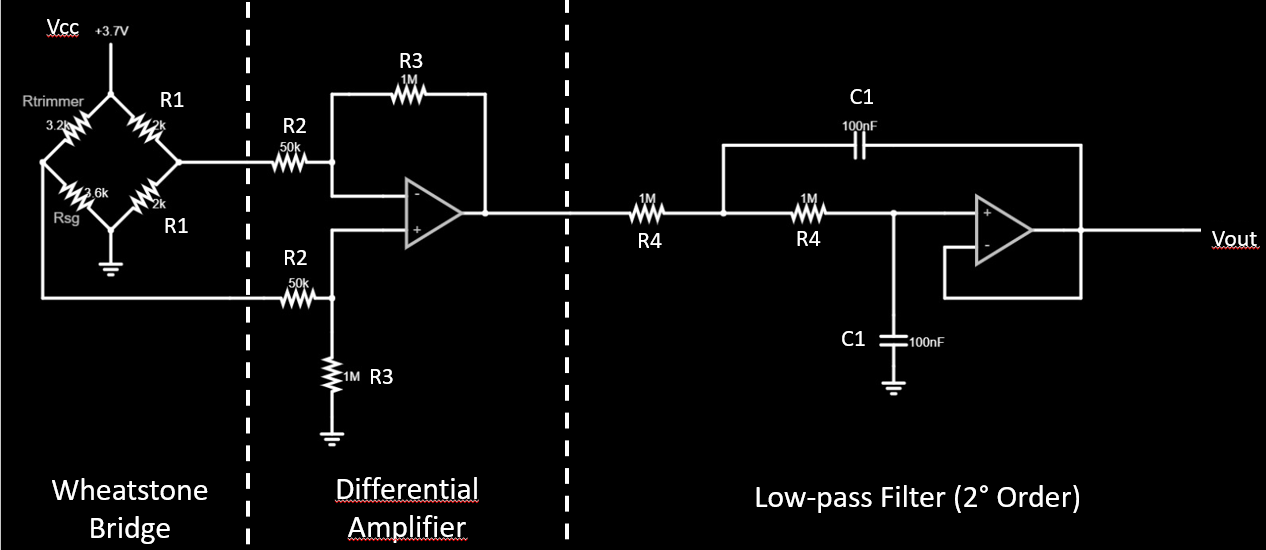 Vcc +3.7V
Rtrimmer
3.2k
R1
2k
3.6k
Rsg
2k
R1
R2
50k
R3
1M
-
+
R2
50k
1M R3
C1
100nF
1M
R4
1M
R4
+
-
C1 100nF
Vout
Wheatstone
Bridge
Differential
Amplifier
Low-pass Filter (2° Order)